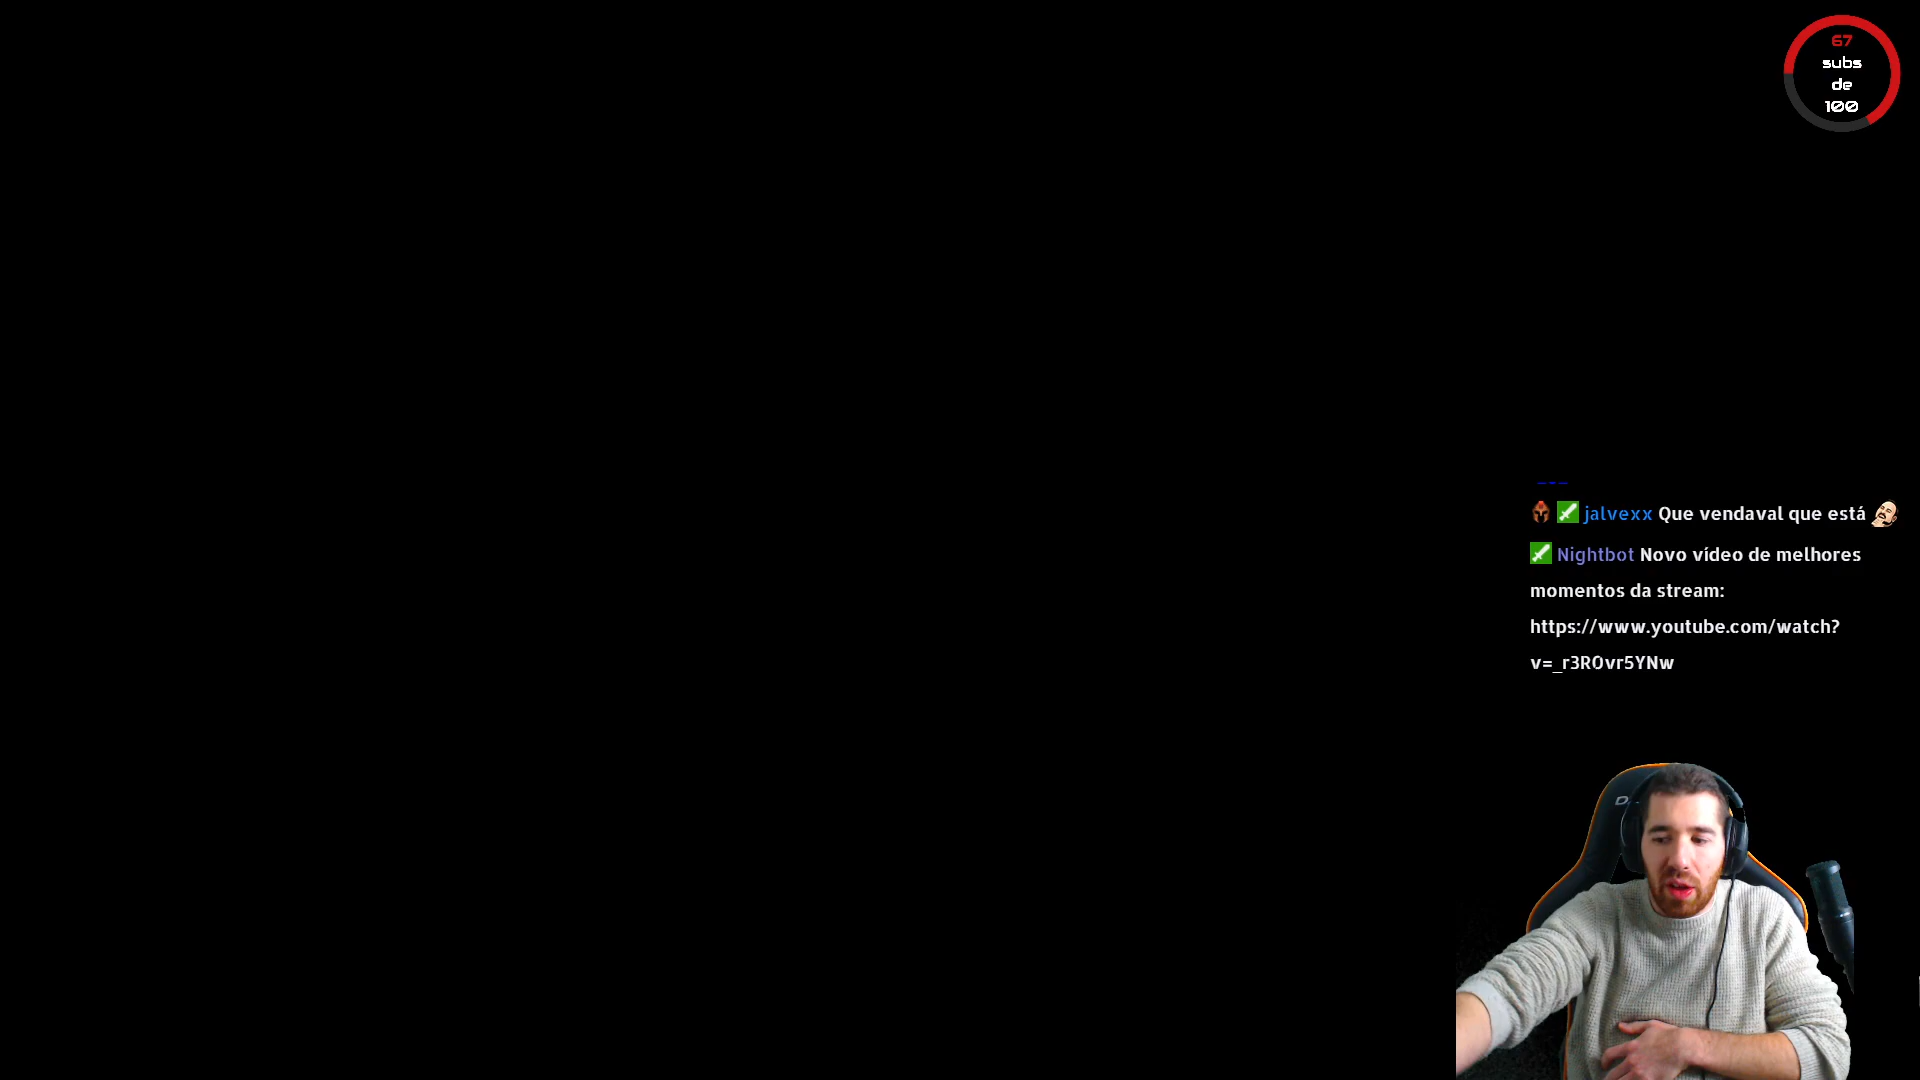 67
subs
de
100
jalvexx Que vendaval que está
Nightbot Novo vídeo de melhores
momentos da stream:
https://www.youtube.com/watch?
v=_r3ROvr5YNw